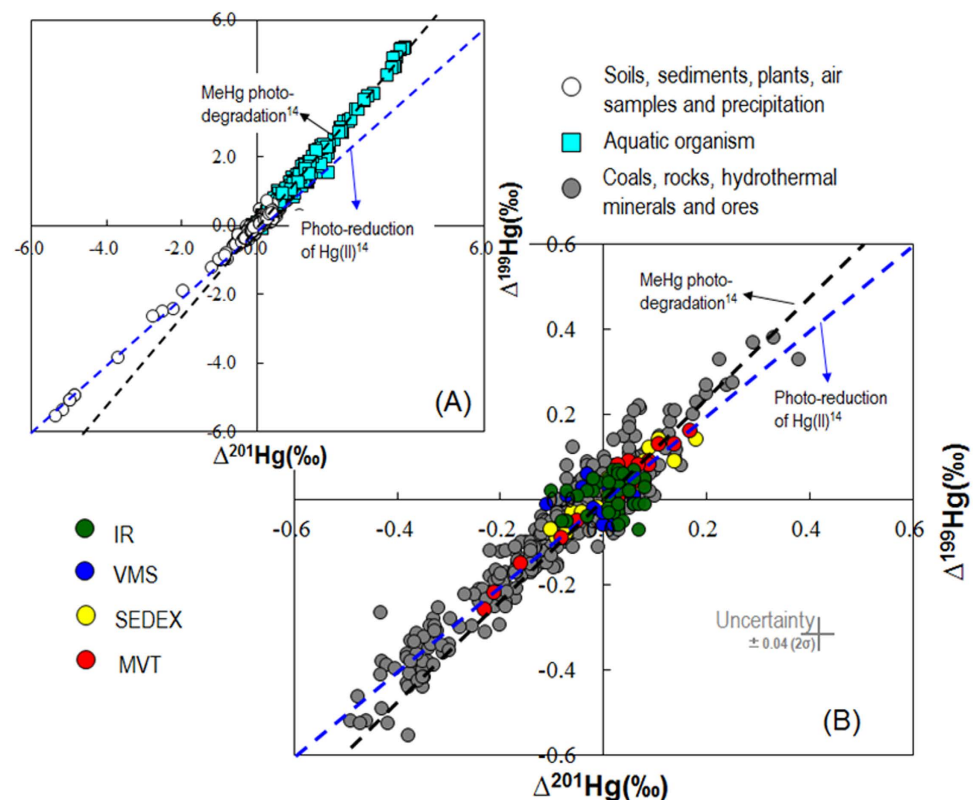 6.0
MeHg photo-
degradation14
2.0
Photo-reduction
of Hg(II)14
-6.0
-4.0
-2.0
0.0
0.0
6.0
-2.0
-4.0
-6.0
(A)
Δ201Hg(‰)
Δ199Hg(‰)
Soils, sediments, plants, air
samples and precipitation
Aquatic organism
Coals, rocks, hydrothermal
minerals and ores
0.6
MeHg photo-
degradation14
0.4
Photo-reduction
of Hg(II)14
0.2
-0.6
-0.4
-0.2
0.2
0.6
Δ199Hg(‰)
-0.2
Uncertainty
± 0.04 (2σ)
-0.4
(B)
-0.6
Δ201Hg(‰)
IR
VMS
SEDEX
MVT